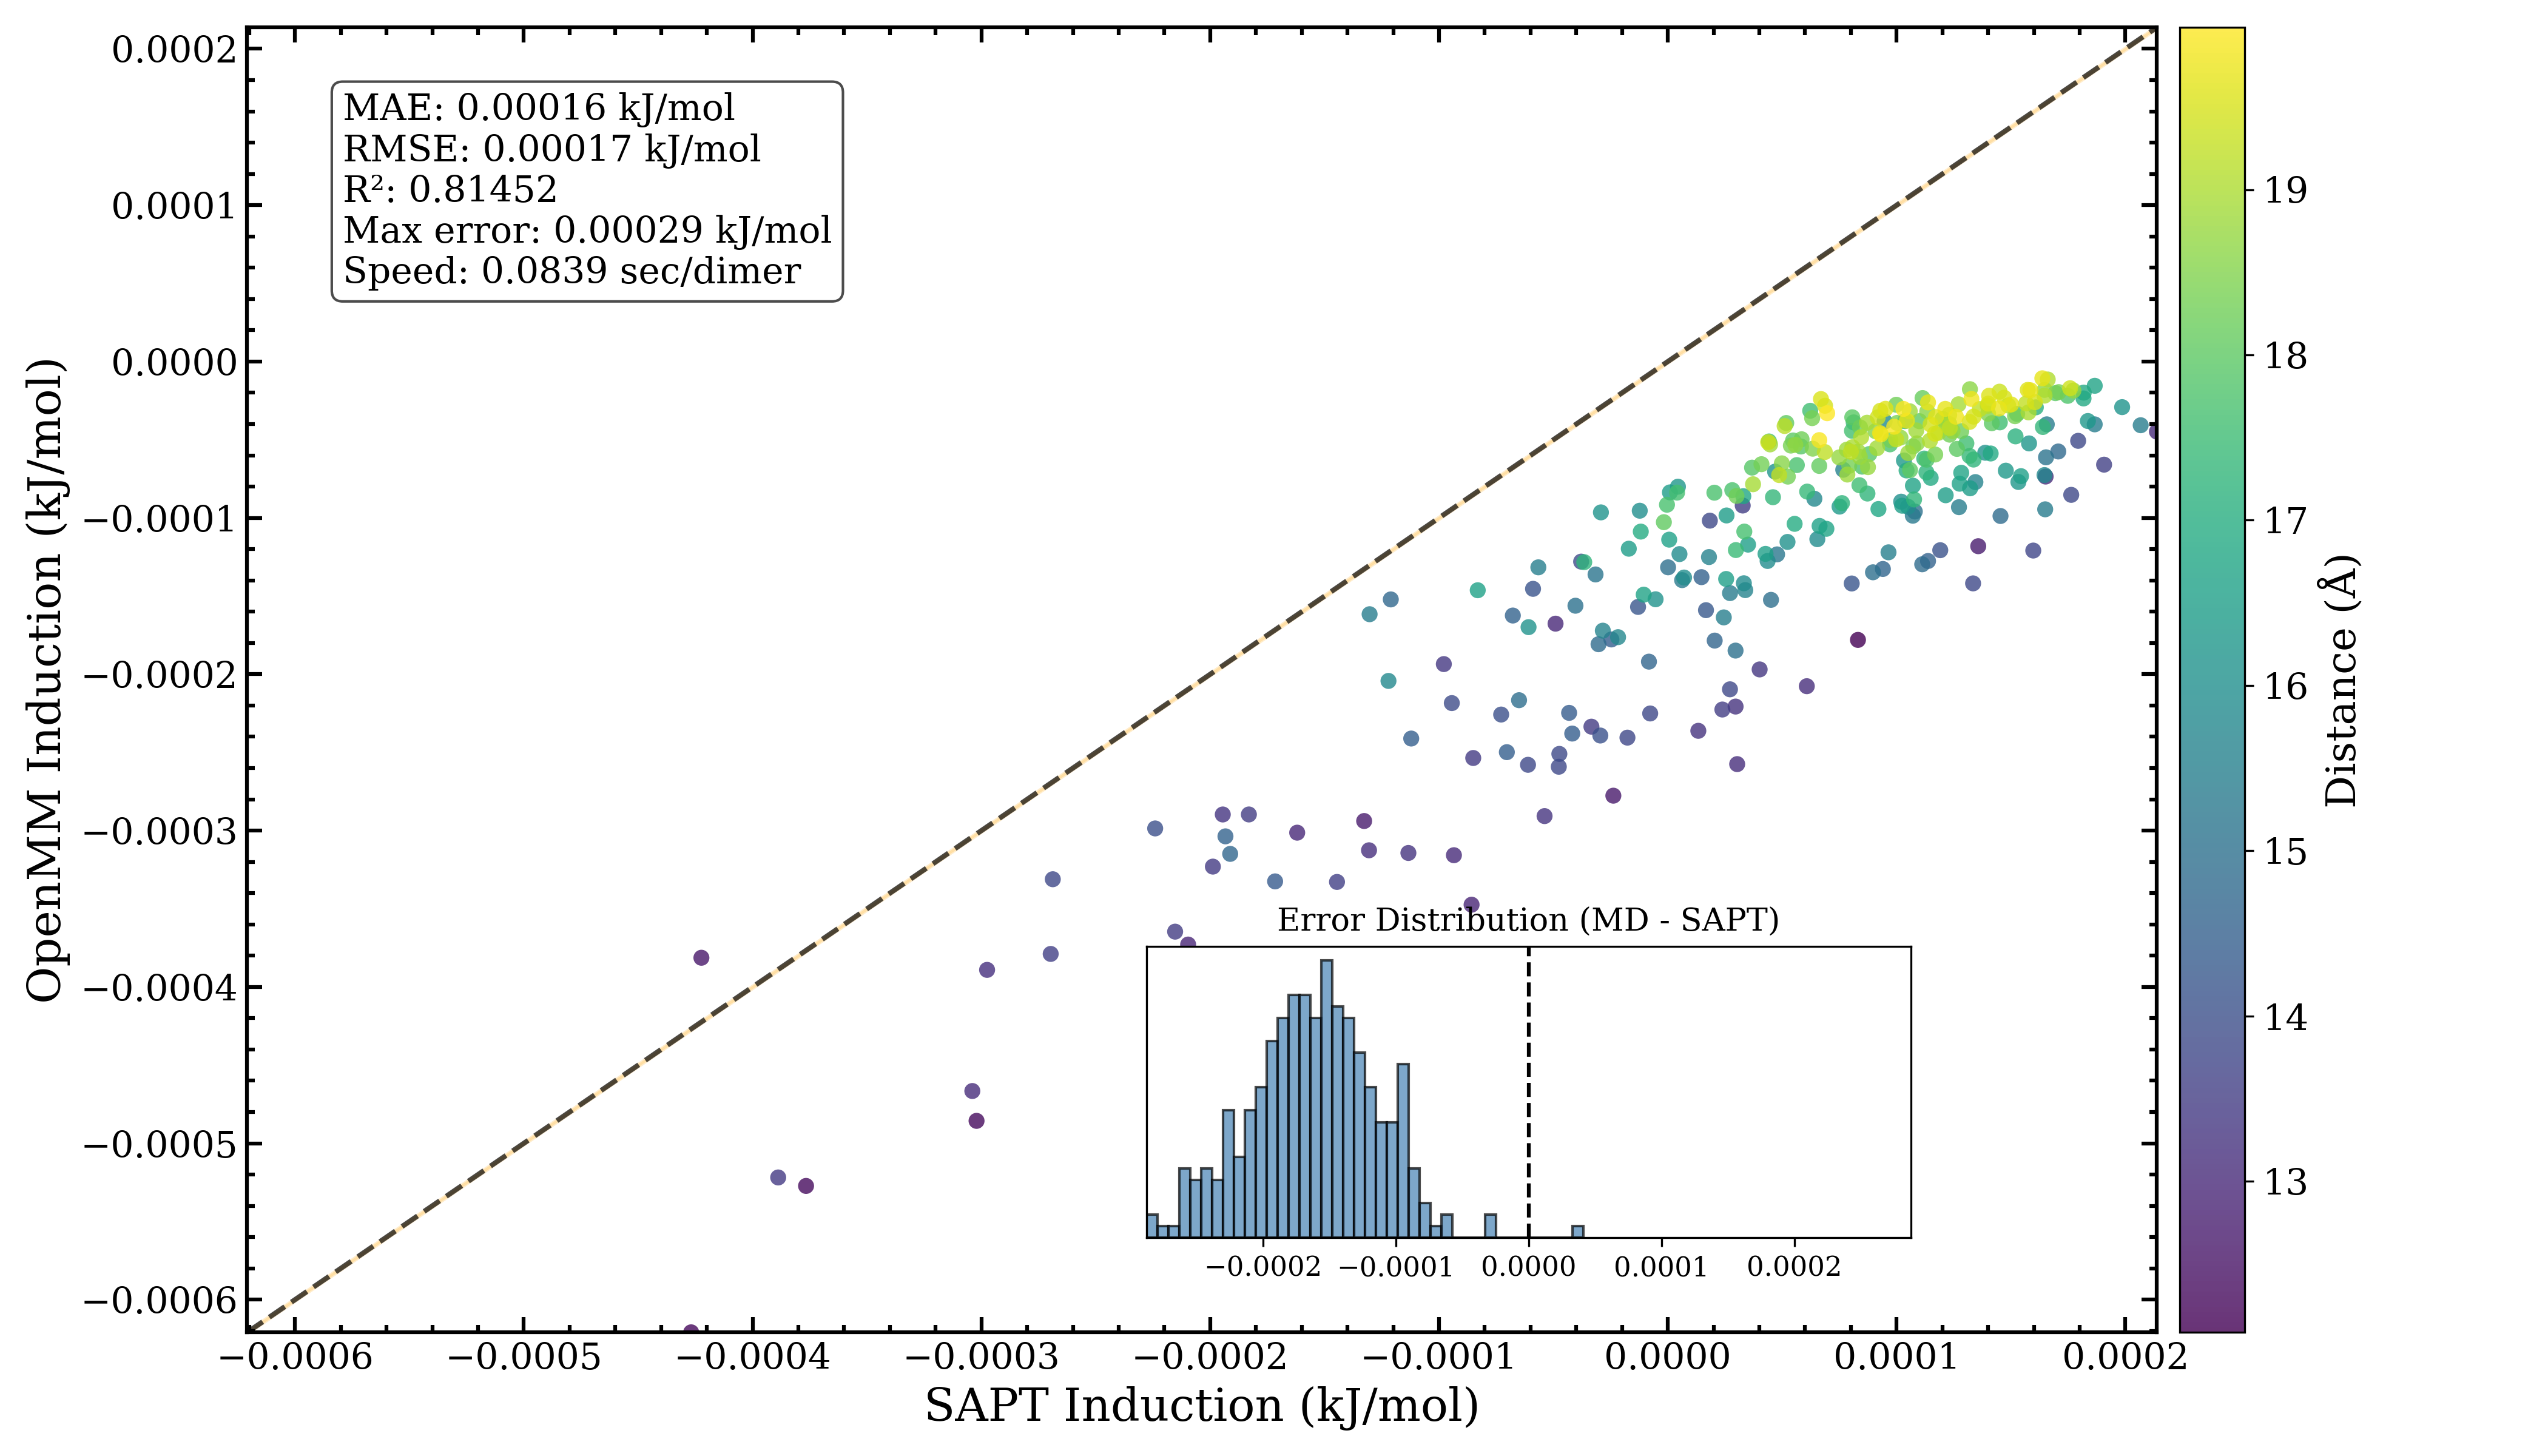 MAE: 0.00016 kJ/mol
RMSE: 0.00017 kJ/mol
R²: 0.81452
Max error: 0.00029 kJ/mol
Speed: 0.0839 sec/dimer
OpenMM Induction (kJ/mol)
0.0002
0.0001
0.0000
−0.0001
−0.0002
−0.0003
−0.0004
−0.0005
−0.0006
Error Distribution (MD - SAPT)
−0.0002 −0.0001 0.0000 0.0001 0.0002
−0.0006 −0.0005 −0.0004 −0.0003 −0.0002 −0.0001 0.0000 0.0001 0.0002
SAPT Induction (kJ/mol)
19
18
17
16
15
14
13
Distance (Å)